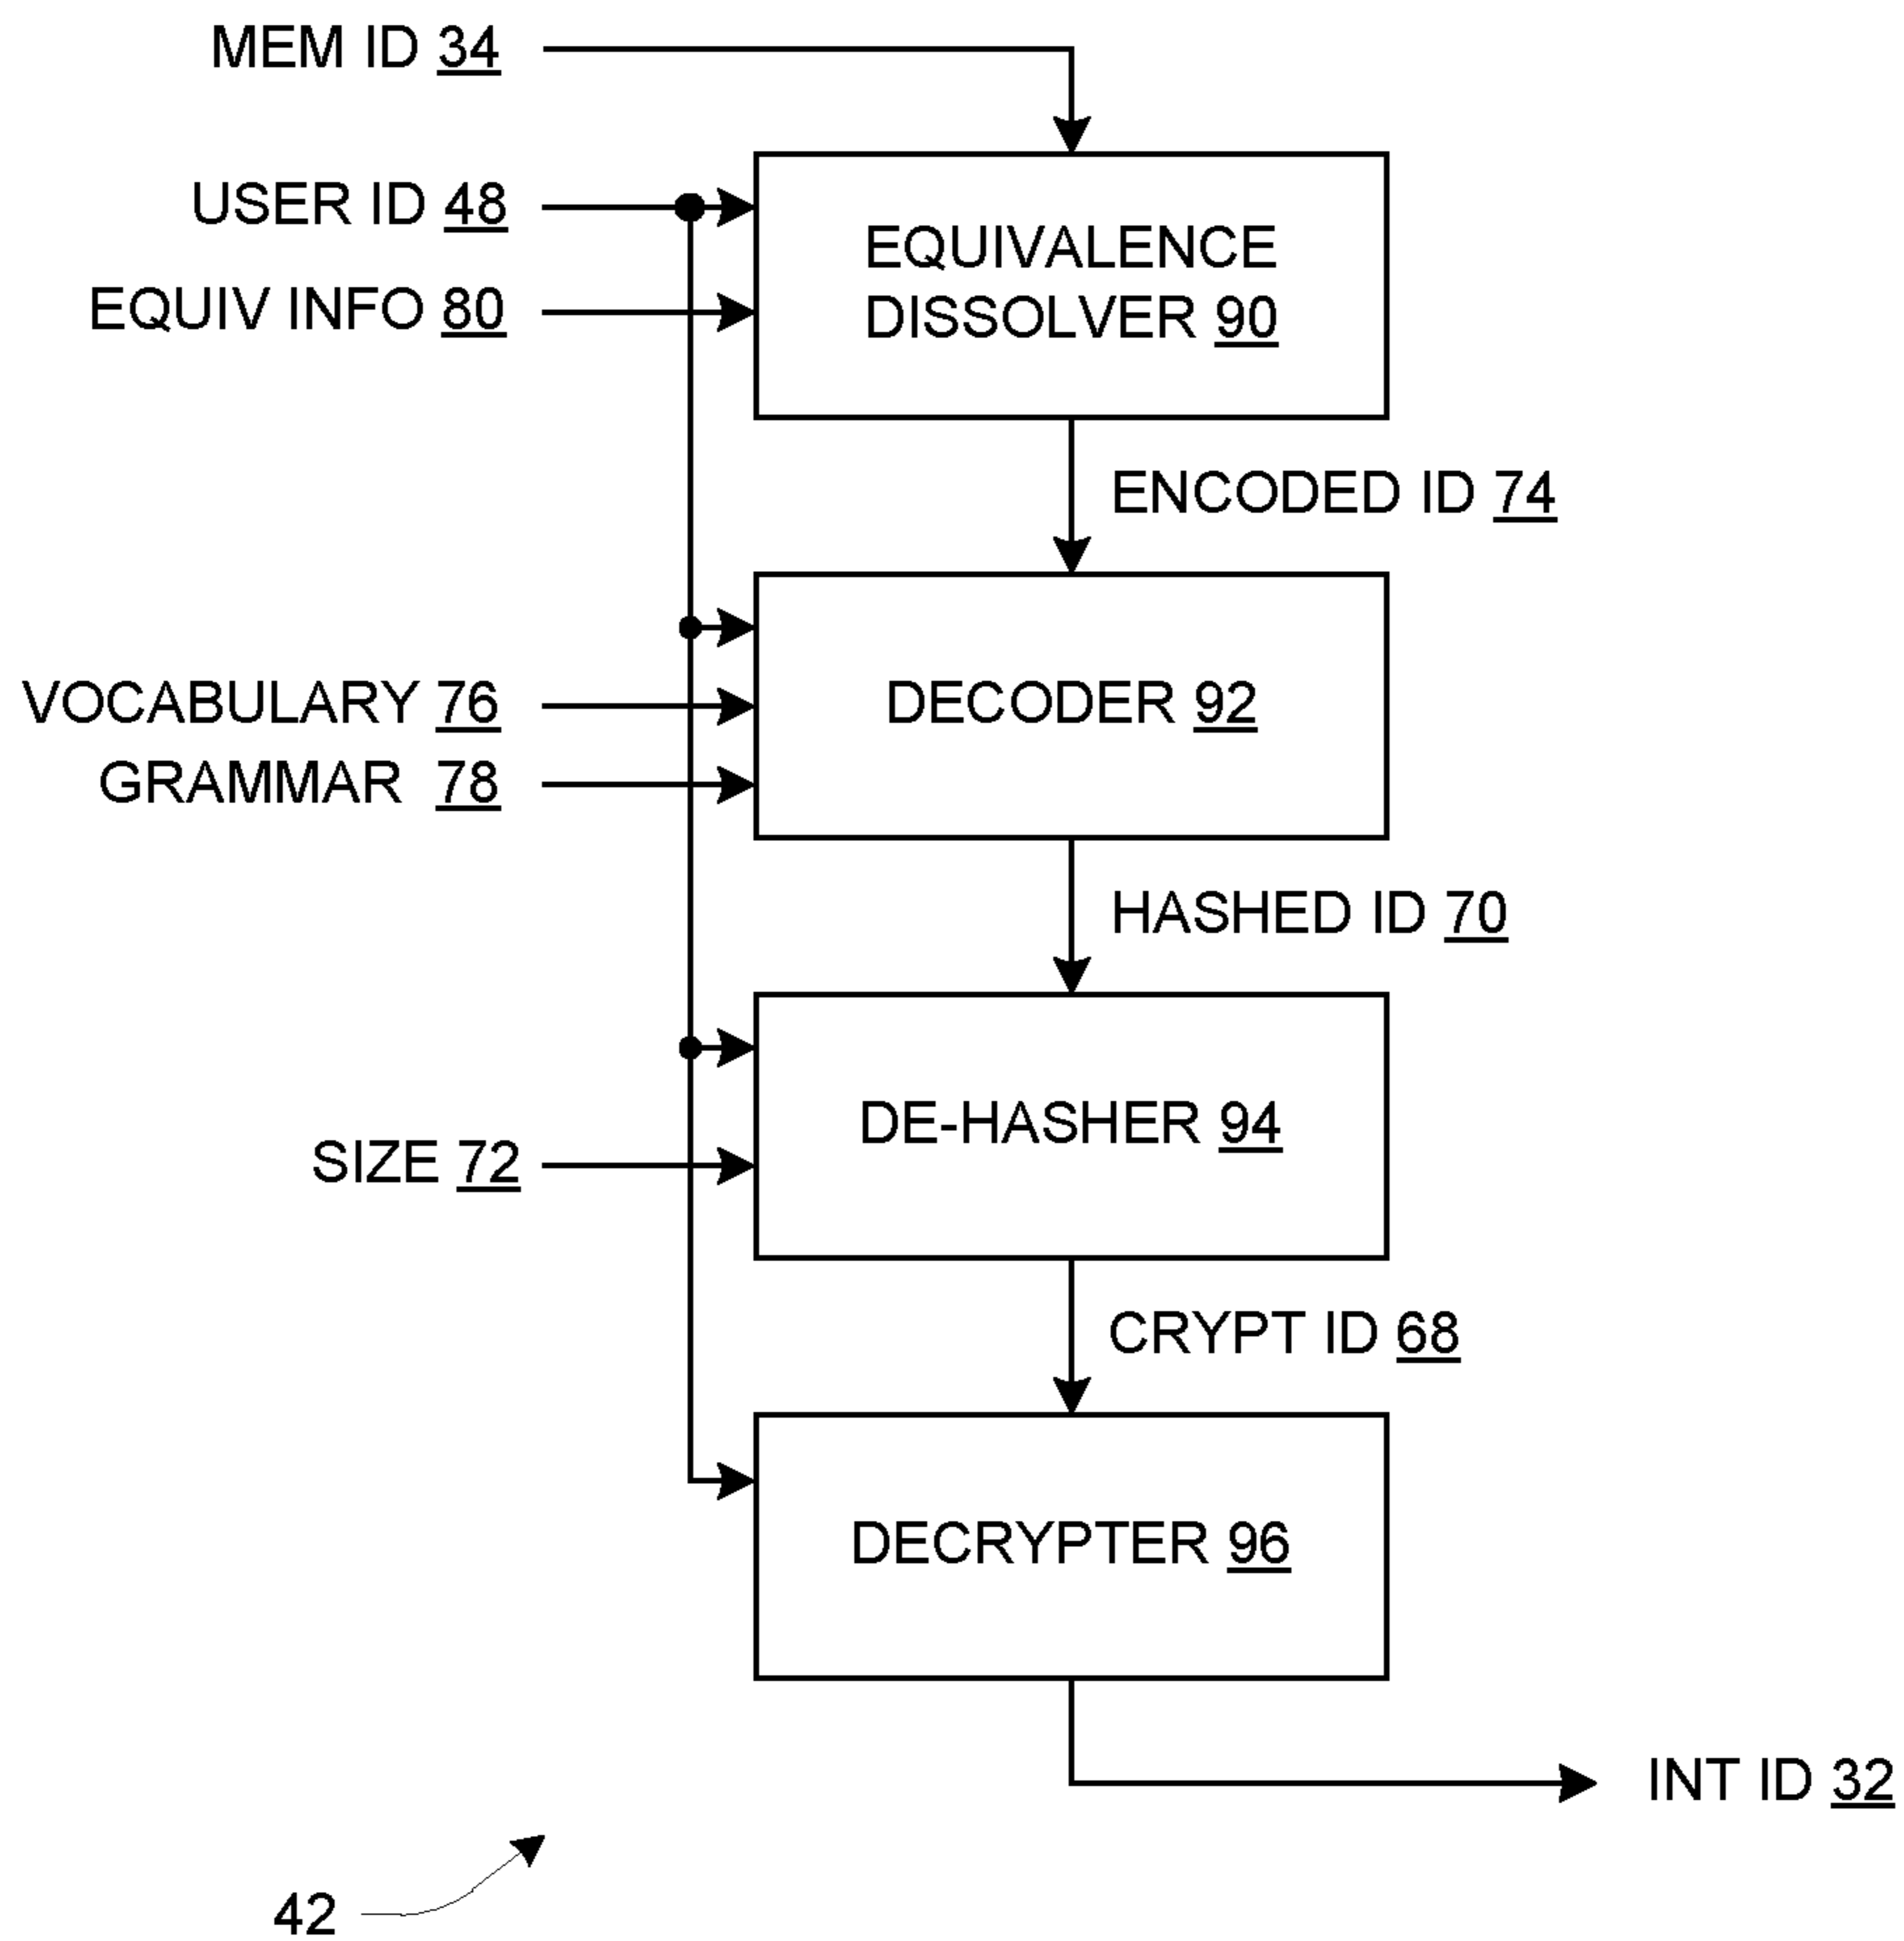 MEM ID 34
USER ID 48
EQUIV INFO 80
EQUIVALENCE
DISSOLVER 90
ENCODED ID 74
VOCABULARY 76
GRAMMAR 78
DECODER 92
HASHED ID 70
DE-HASHER 94
SIZE 72
CRYPT ID 68
DECRYPTER 96
INT ID 32
42